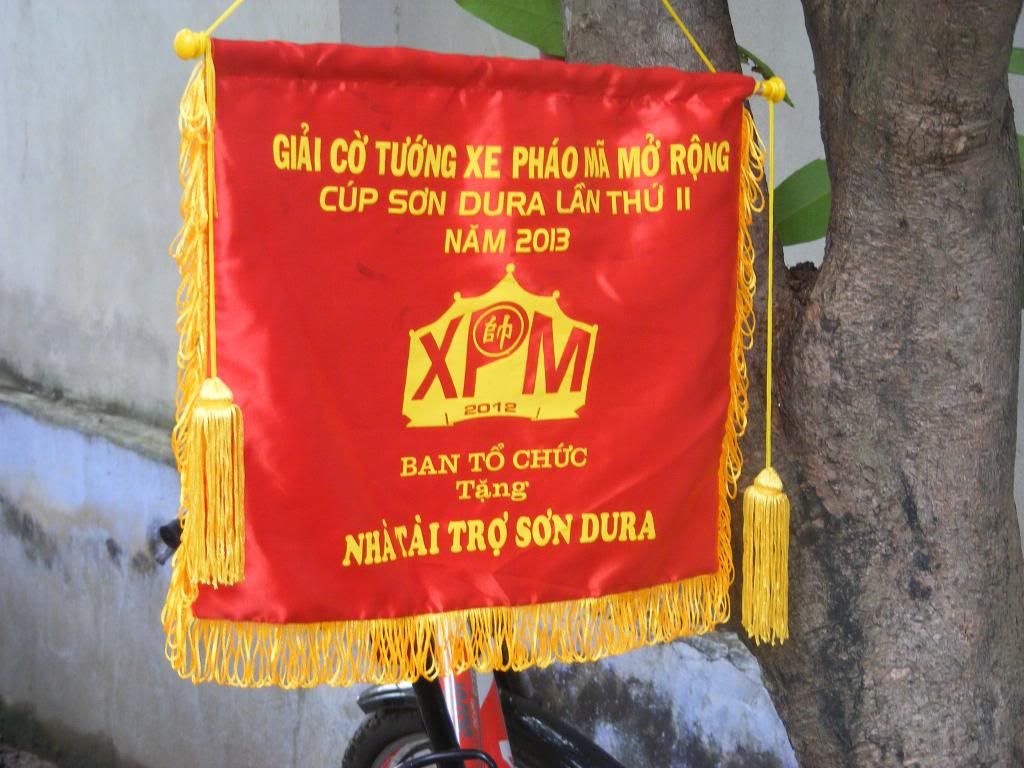 GIẢI CỜ TƯỚNG XE PHÁO MÃ MỞ RỘNG
CÚP SƠN DURA LẦN THỨ II
NĂM 2013
帥
XPM
2012
BAN TỔ CHỨC
Tặng
NHÀ TÀI TRỢ SƠN DURA